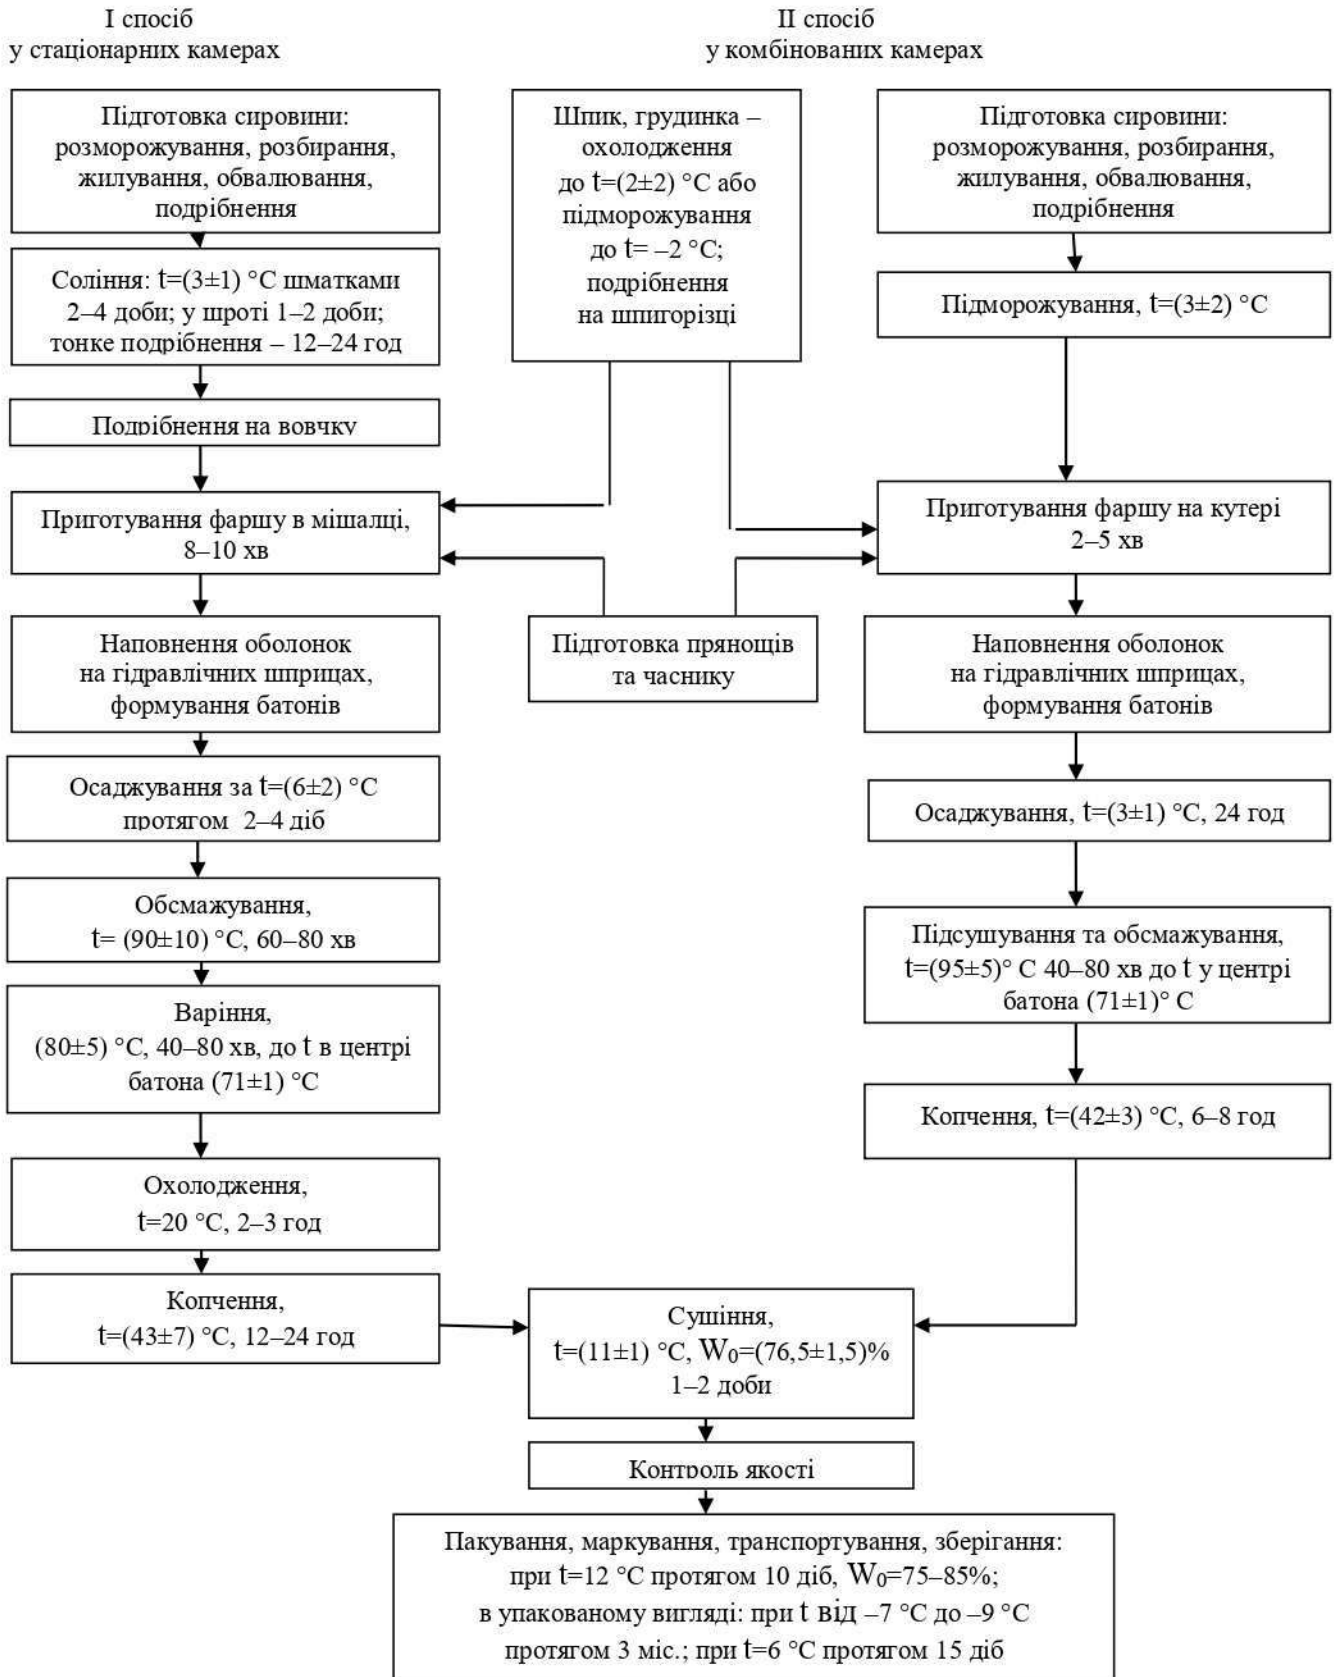 І спосіб
у стаціонарних камерах
ІІ спосіб
у комбінованих камерах
Підготовка сировини:
розморожування, розбирання,
жилування, обвалювання,
подрібнення
Соління: t=(3±1) °С шматками
2–4 доби; у шроті 1–2 доби;
тонке подрібнення – 12–24 год
Подрібнення на вовчку
Приготування фаршу в мішалці,
8–10 хв
Наповнення оболонок
на гідравлічних шприцах,
формування батонів
Осаджування за t=(6±2) °С
протягом 2–4 діб
Обсмажування,
t= (90±10) °С, 60–80 хв
Варіння,
(80±5) °С, 40–80 хв, до t в центрі
батона (71±1) °С
Охолодження,
t=20 °С, 2–3 год
Копчення,
t=(43±7) °С, 12–24 год
Шпик, грудинка –
охолодження
до t=(2±2) °С або
підморожування
до t= –2 °С;
подрібнення
на шпигорізці
Підготовка прянощів
та часнику
Підготовка сировини:
розморожування, розбирання,
жилування, обвалювання,
подрібнення
Підморожування, t=(3±2) °С
Приготування фаршу на кутері
2–5 хв
Наповнення оболонок
на гідравлічних шприцах,
формування батонів
Осаджування, t=(3±1) °С, 24 год
Підсушування та обсмажування,
t=(95±5)° С 40–80 хв до t у центрі
батона (71±1)° С
Копчення, t=(42±3) °С, 6–8 год
Сушіння,
t=(11±1) °С, W₀=(76,5±1,5)%
1–2 доби
Контроль якості
Пакування, маркування, транспортування, зберігання:
при t=12 °С протягом 10 діб, W₀=75–85%;
в упакованому вигляді: при t від –7 °С до –9 °С
протягом 3 міс.; при t=6 °С протягом 15 діб